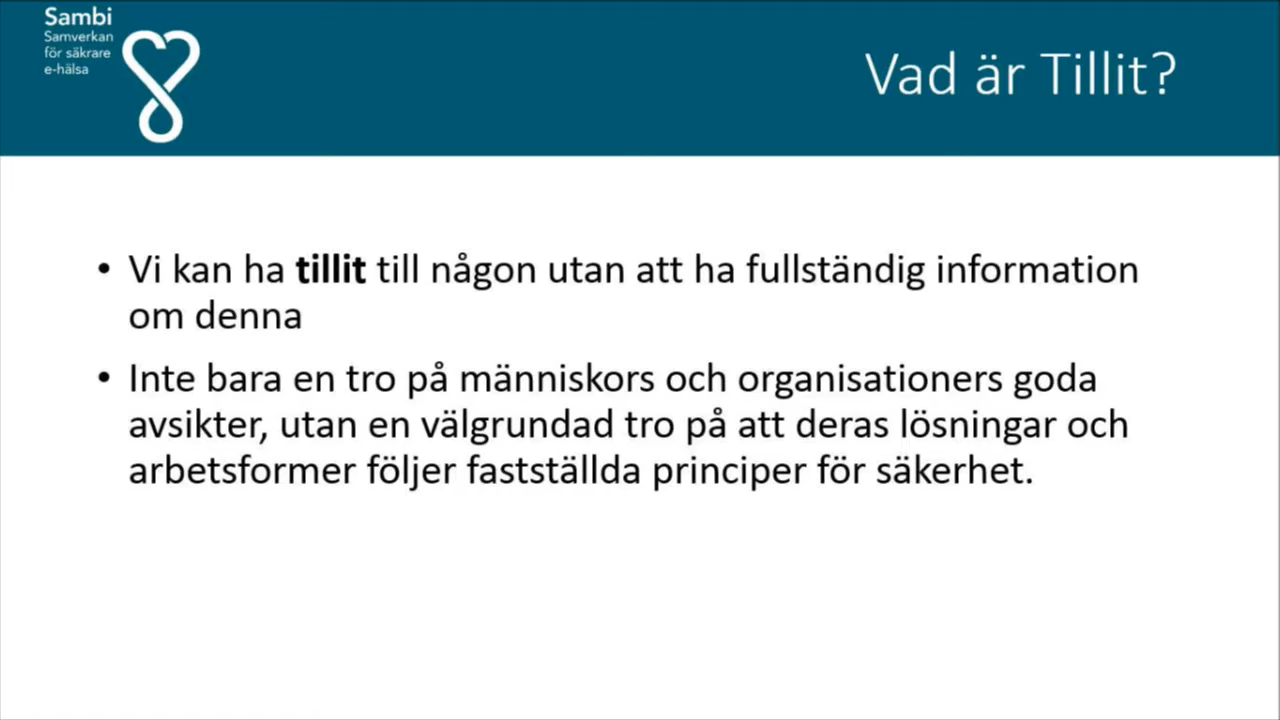 Sambi
Samverkan
för säkrare
e-hälsa
Vad är Tillit?
• Vi kan ha tillit till någon utan att ha fullständig information
om denna
• Inte bara en tro på människors och organisationers goda
avsikter, utan en välgrundad tro på att deras lösningar och
arbetsformer följer fastställda principer för säkerhet.